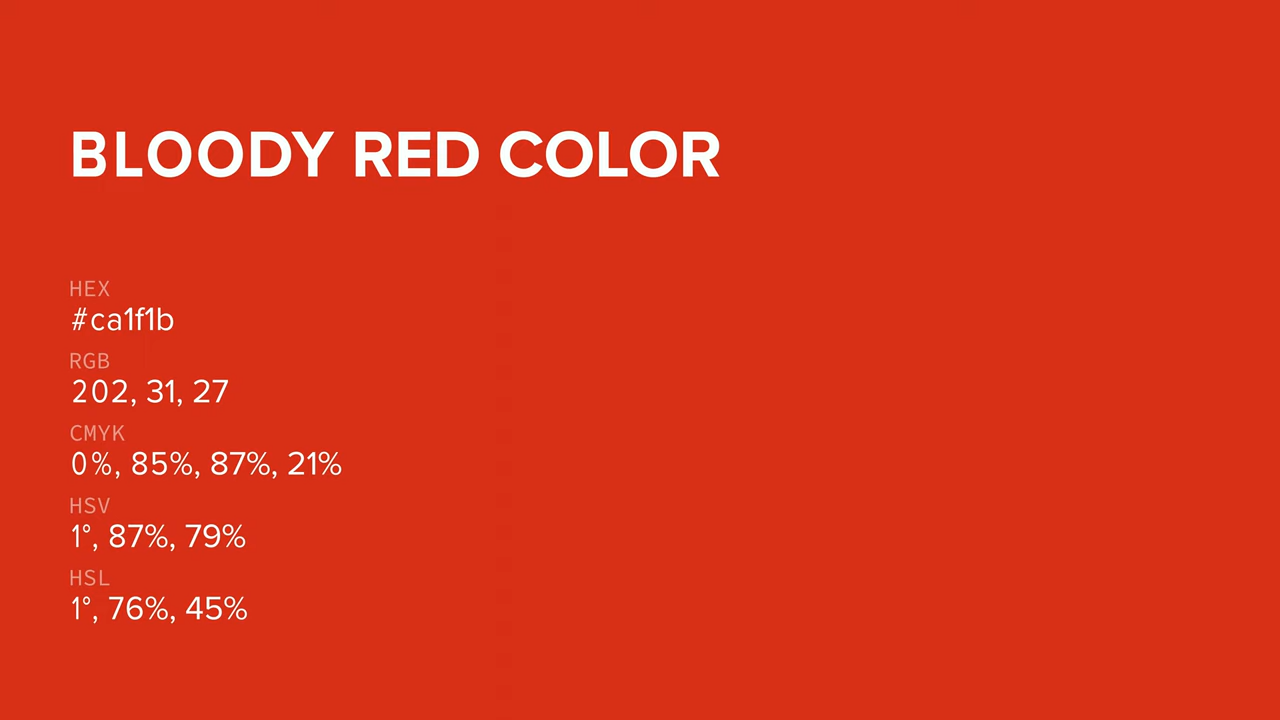 BLOODY RED COLOR
HEX
#ca1f1b
RGB
202, 31, 27
CMYK
0%, 85%, 87%, 21%
HSV
1°, 87%, 79%
HSL
1°, 76%, 45%